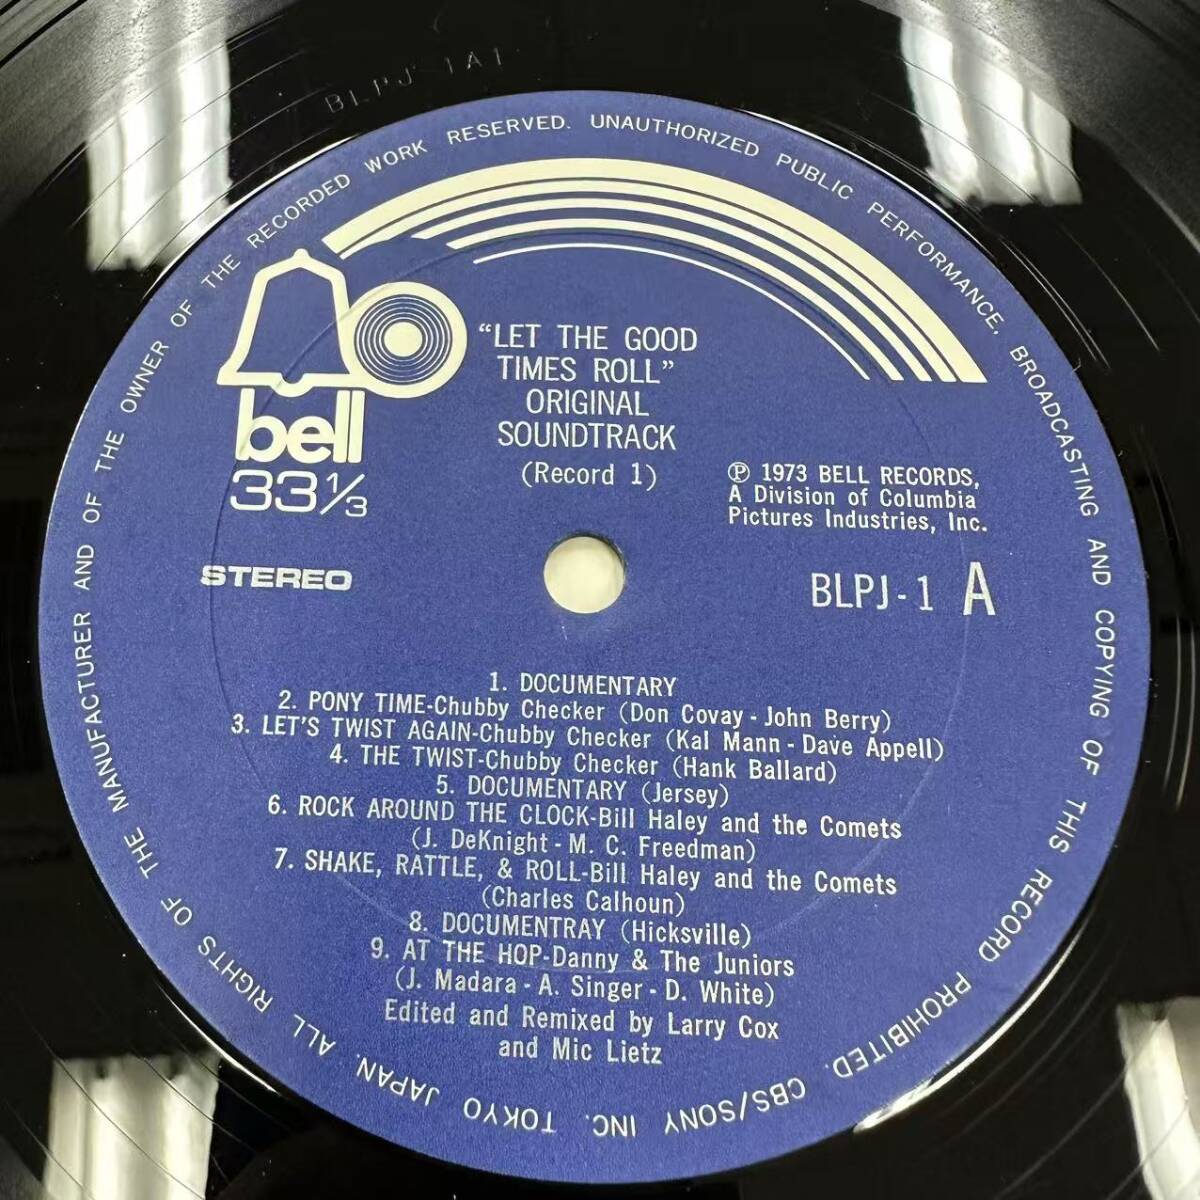 BLPJ 1A1
ALL RIGHTS OF THE MANUFACTURER AND OF THE OWNER OF THE RECORDED WORK RESERVED. UNAUTHORIZED PUBLIC PERFORMANCE, BROADCASTING AND COPYING OF THIS RECORD PROHIBITED. CBS/SONY INC. TOKYO JAPAN.
bell
33 1/3
STEREO
“LET THE GOOD
TIMES ROLL”
ORIGINAL
SOUNDTRACK
(Record 1)
℗ 1973 BELL RECORDS,
A Division of Columbia
Pictures Industries, Inc.
BLPJ-1 A
1. DOCUMENTARY
2. PONY TIME-Chubby Checker (Don Covay-John Berry)
3. LET'S TWIST AGAIN-Chubby Checker (Kal Mann-Dave Appell)
4. THE TWIST-Chubby Checker (Hank Ballard)
5. DOCUMENTARY (Jersey)
6. ROCK AROUND THE CLOCK-Bill Haley and the Comets
(J. DeKnight-M. C. Freedman)
7. SHAKE, RATTLE, & ROLL-Bill Haley and the Comets
(Charles Calhoun)
8. DOCUMENTRAY (Hicksville)
9. AT THE HOP-Danny & The Juniors
(J. Madara-A. Singer-D. White)
Edited and Remixed by Larry Cox
and Mic Lietz